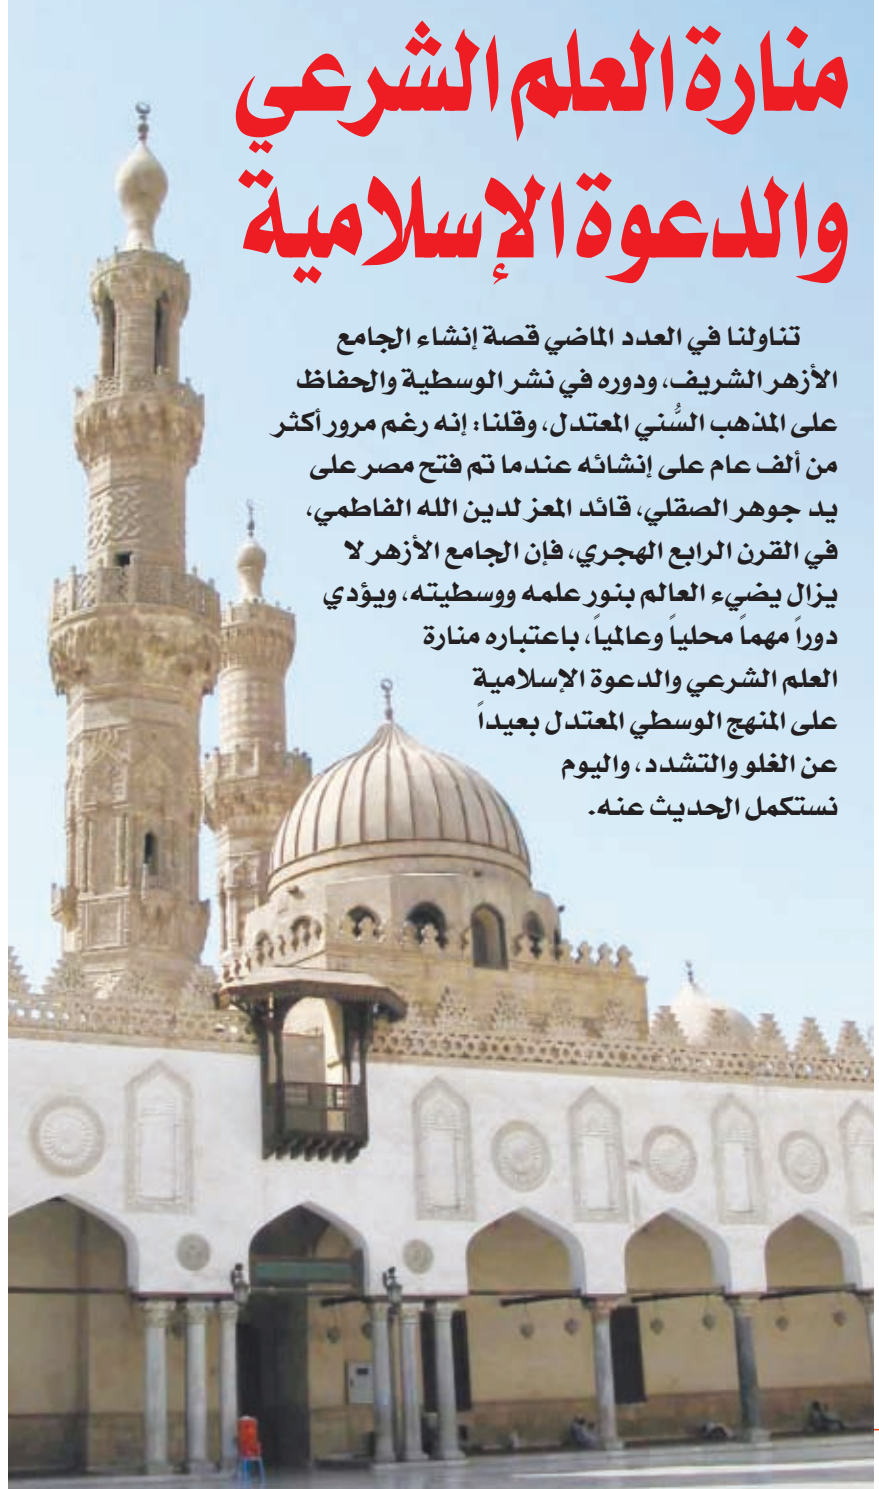 منارة العلم الشرعي
والدعوة الإسلامية
تناولنا في العدد الماضي قصة إنشاء الجامع
الأزهر الشريف، ودوره في نشر الوسطية والحفاظ
على المذهب السُّني المعتدل، وقلنا: إنه رغم مرور أكثر
من ألف عام على إنشائه عندما تم فتح مصر على
يد جوهر الصقلي، قائد المعز لدين الله الفاطمي،
في القرن الرابع الهجري، فإن الجامع الأزهر لا
يزال يضيء العالم بنور علمه ووسطيته، ويؤدي
دوراً مهماً محلياً وعالمياً، باعتباره منارة
العلم الشرعي والدعوة الإسلامية
على المنهج الوسطي المعتدل بعيداً
عن الغلو والتشدد، واليوم
نستكمل الحديث عنه.